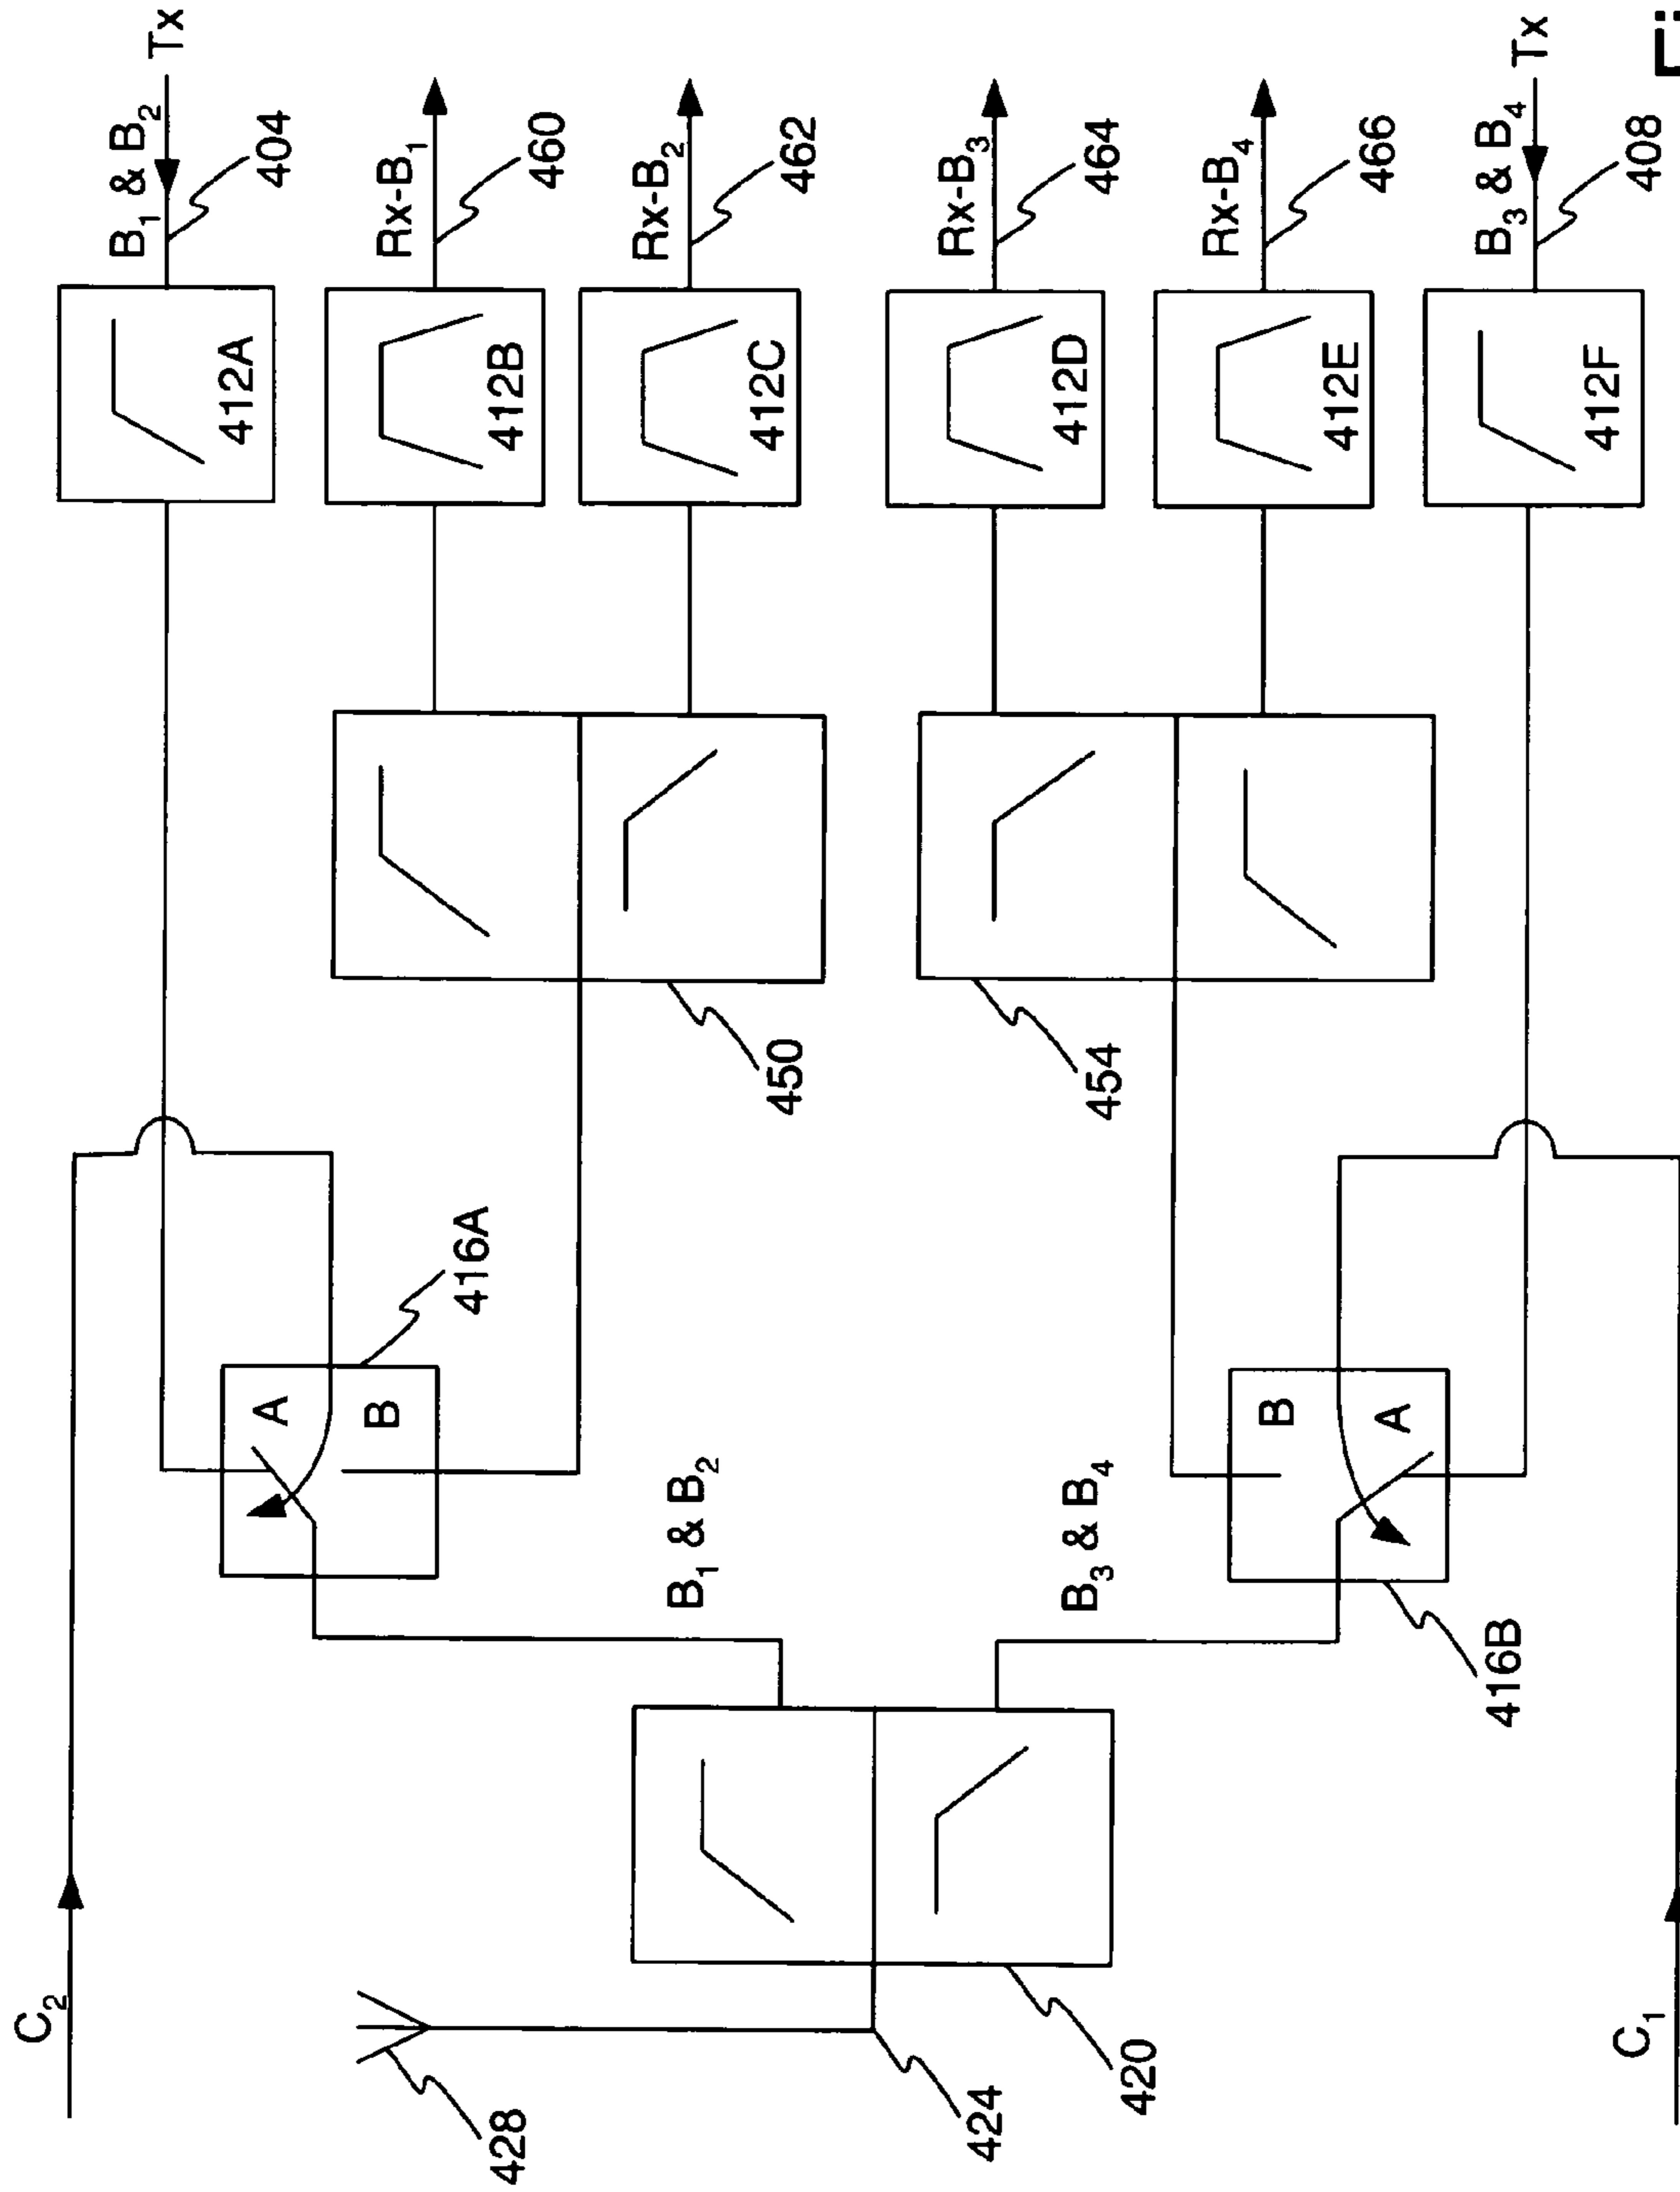 C2
B1 & B2
Tx
404
412A
Rx-B1
460
412B
416A
A
B
Rx-B2
462
412C
450
B1 & B2
428
424
420
Rx-B3
464
412D
454
B3 & B4
Rx-B4
466
412E
B
A
416B
B3 & B4
Tx
408
412F
C1